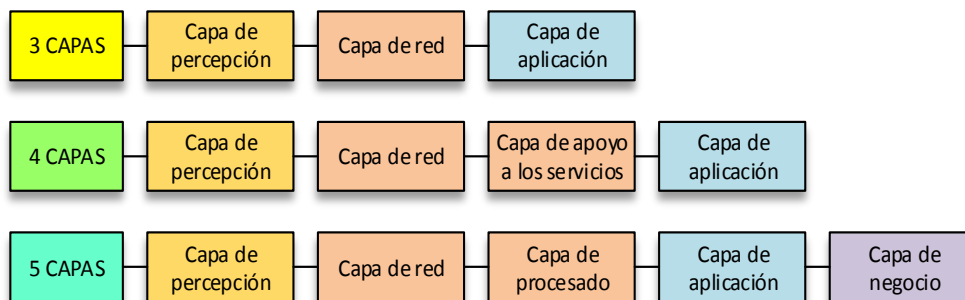 3 CAPAS
Capa de
percepción
Capa de red
Capa de
aplicación
4 CAPAS
Capa de
percepción
Capa de red
Capa de apoyo
a los servicios
Capa de
aplicación
5 CAPAS
Capa de
percepción
Capa de red
Capa de
procesado
Capa de
aplicación
Capa de
negocio